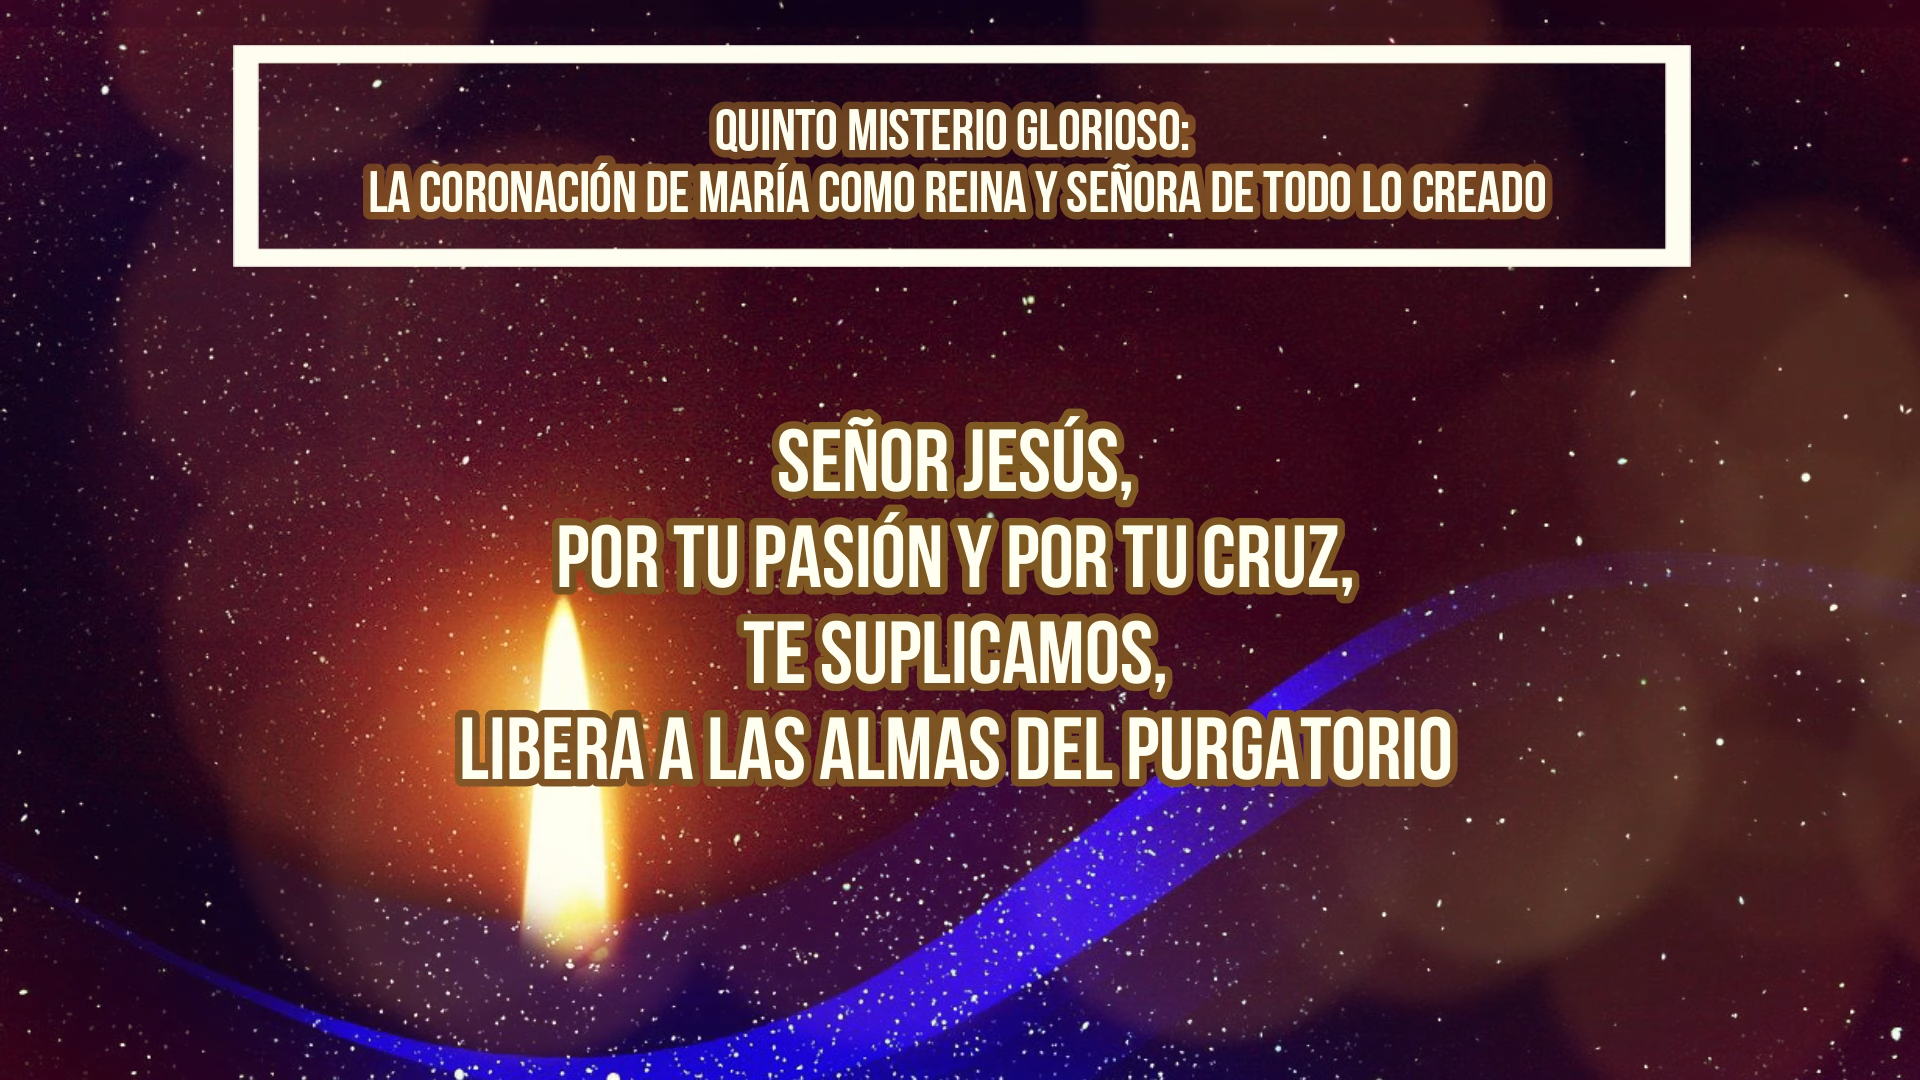 QUINTO MISTERIO GLORIOSO:
LA CORONACIÓN DE MARÍA COMO REINA Y SEÑORA DE TODO LO CREADO
SEÑOR JESÚS,
POR TU PASIÓN Y POR TU CRUZ,
TE SUPLICAMOS,
LIBERA A LAS ALMAS DEL PURGATORIO